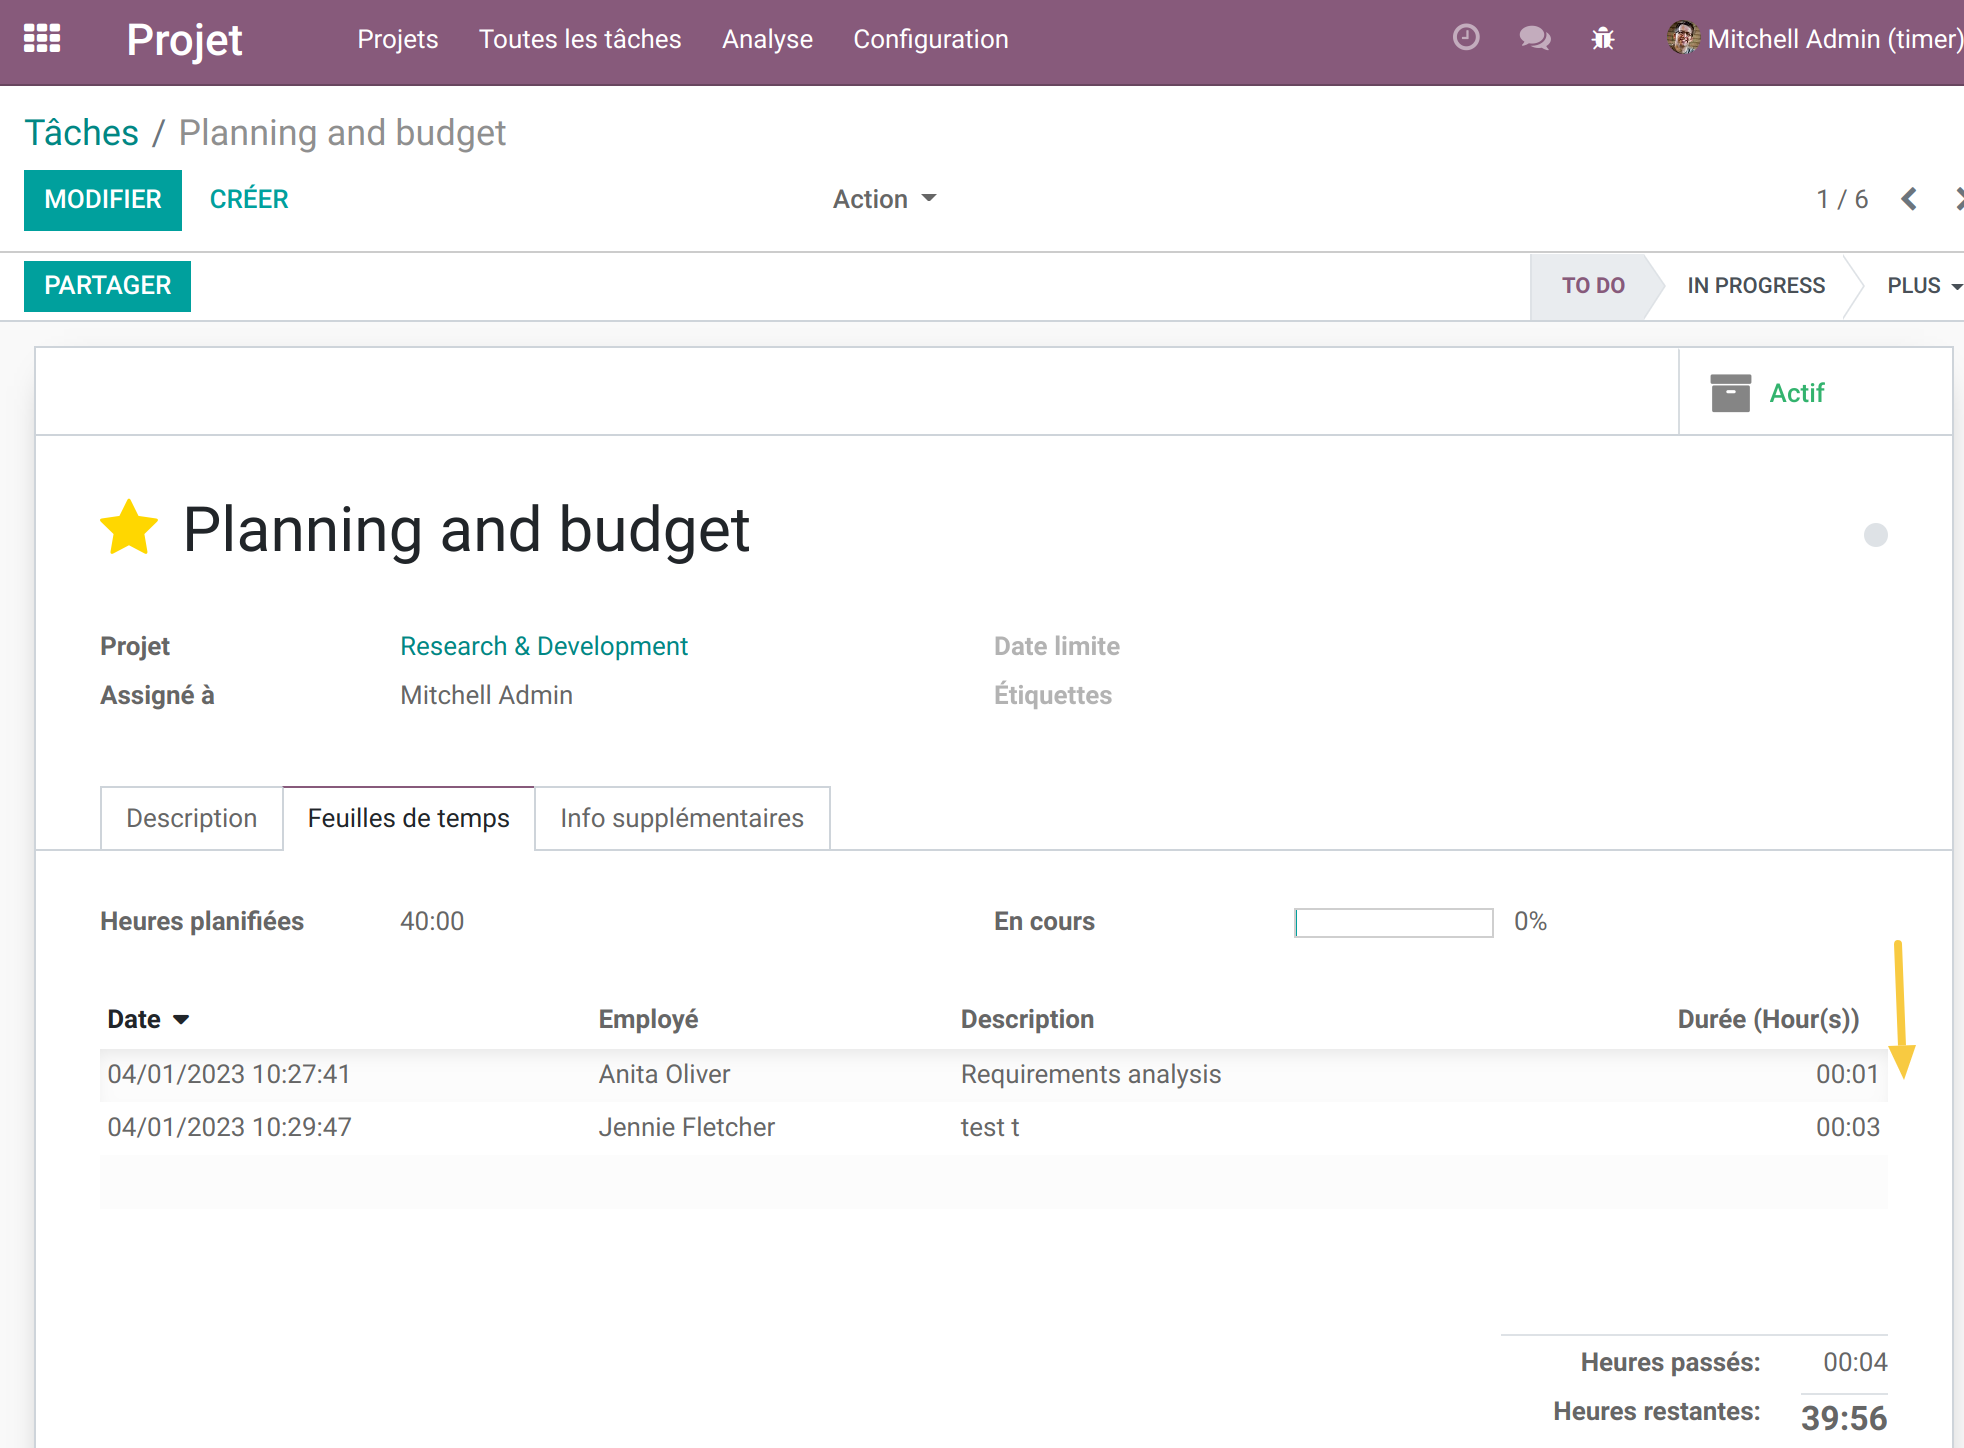 Projet Projets Toutes les tâches Analyse Configuration Mitchell Admin (timer)
Tâches / Planning and budget
MODIFIER CRÉER Action 1 / 6
PARTAGER TO DO IN PROGRESS PLUS
Actif
Planning and budget
Projet Research & Development Date limite
Assigné à Mitchell Admin Étiquettes
Description Feuilles de temps Info supplémentaires
Heures planifiées 40:00 En cours 0%
Date Employé Description Durée (Hour(s))
04/01/2023 10:27:41 Anita Oliver Requirements analysis 00:01
04/01/2023 10:29:47 Jennie Fletcher test t 00:03
Heures passés: 00:04
Heures restantes: 39:56